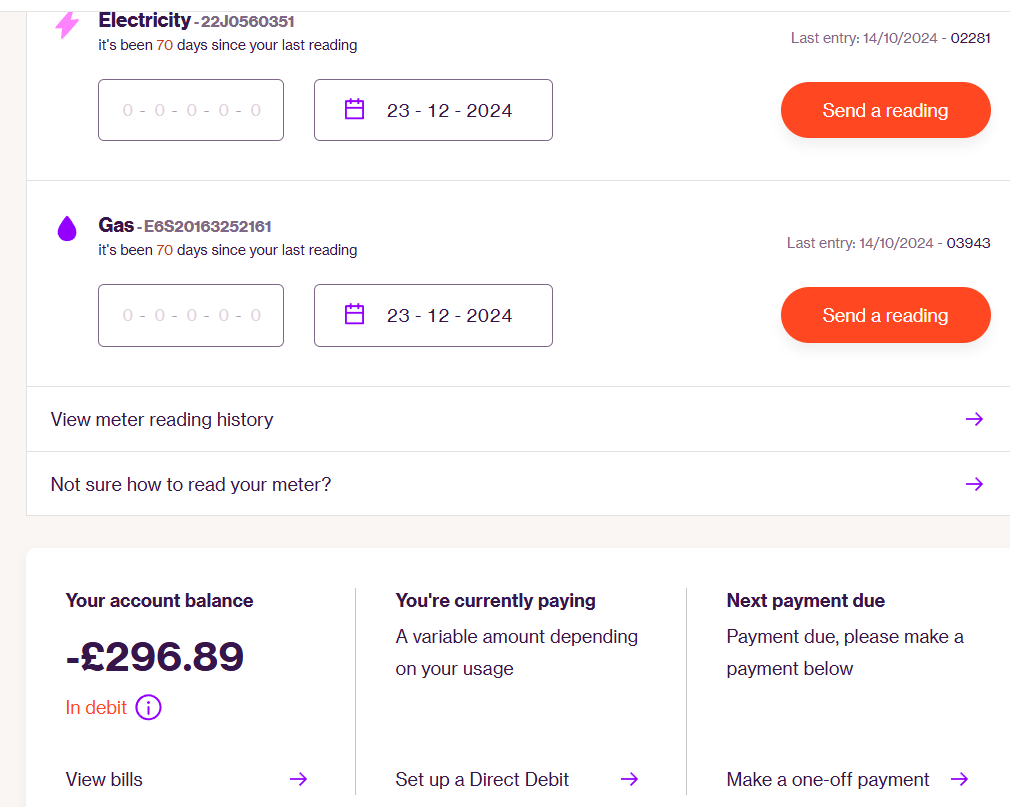 Electricity - 22J0560351
it's been 70 days since your last reading
Last entry: 14/10/2024 - 02281
0 - 0 - 0 - 0 - 0
23 - 12 - 2024
Send a reading
Gas - E6S20163252161
it's been 70 days since your last reading
Last entry: 14/10/2024 - 03943
0 - 0 - 0 - 0 - 0
23 - 12 - 2024
Send a reading
View meter reading history
Not sure how to read your meter?
Your account balance
-£296.89
In debit
View bills
You're currently paying
A variable amount depending
on your usage
Set up a Direct Debit
Next payment due
Payment due, please make a
payment below
Make a one-off payment